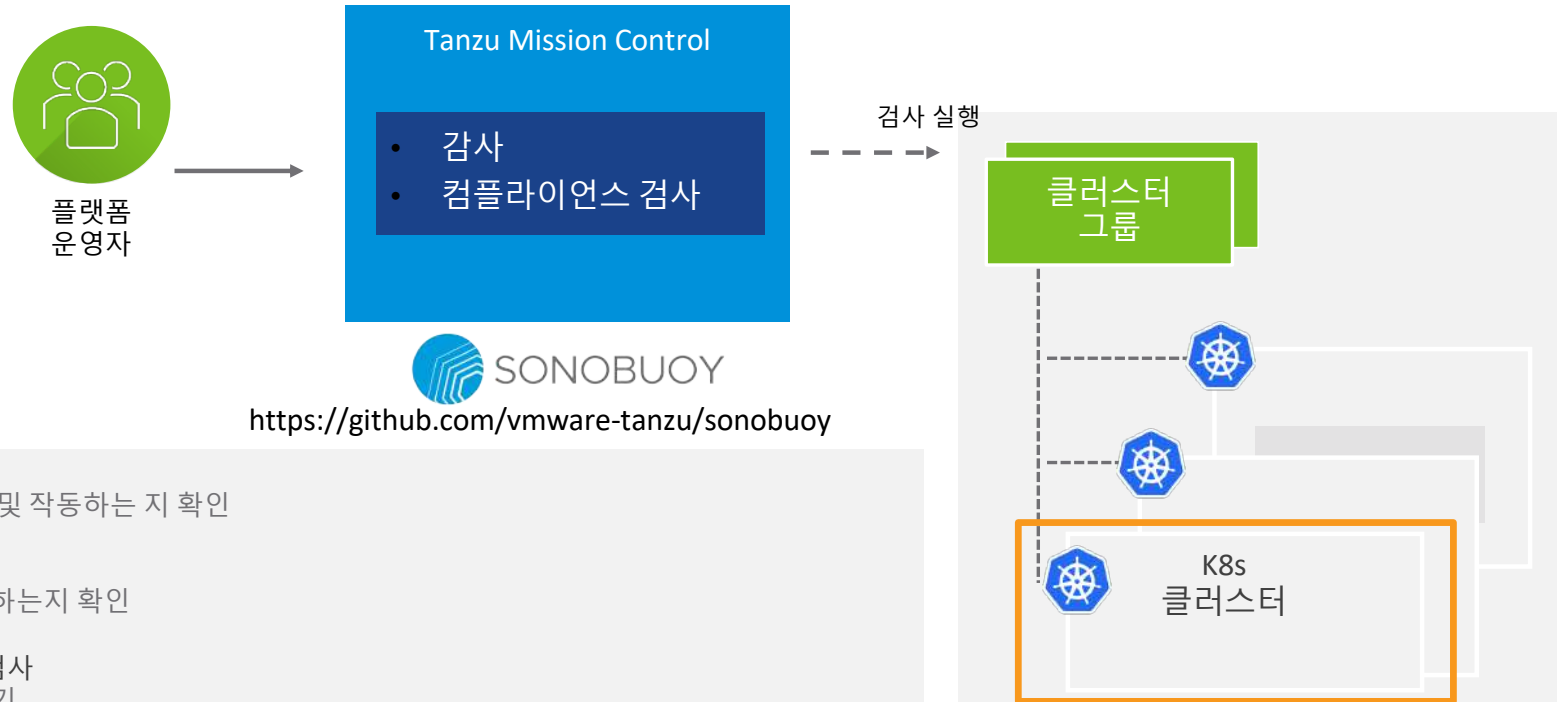 Tanzu Mission Control
• 감사
• 컴플라이언스 검사
플랫폼
운영자
검사 실행
클러스터
그룹
SONOBUOY
https://github.com/vmware-tanzu/sonobuoy
및 작동하는 지 확인
하는지 확인
검사
K8s
클러스터